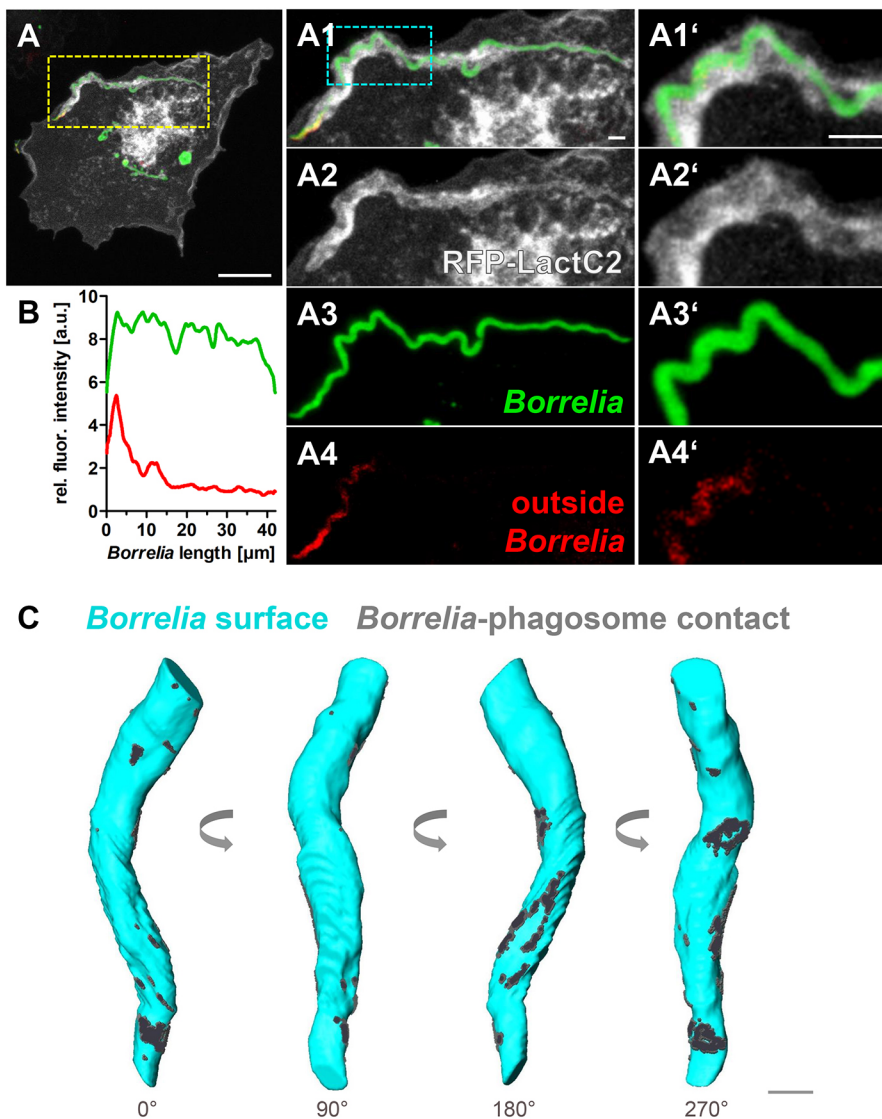 A
A1
A1‘
A2
RFP-LactC2
A2‘
B
rel. fluor. intensity [a.u.]
10
8
6
4
2
0
0
10
20
30
40
Borrelia length [µm]
A3
Borrelia
A3‘
A4
outside
Borrelia
A4‘
C Borrelia surface Borrelia-phagosome contact
0° 90° 180° 270°